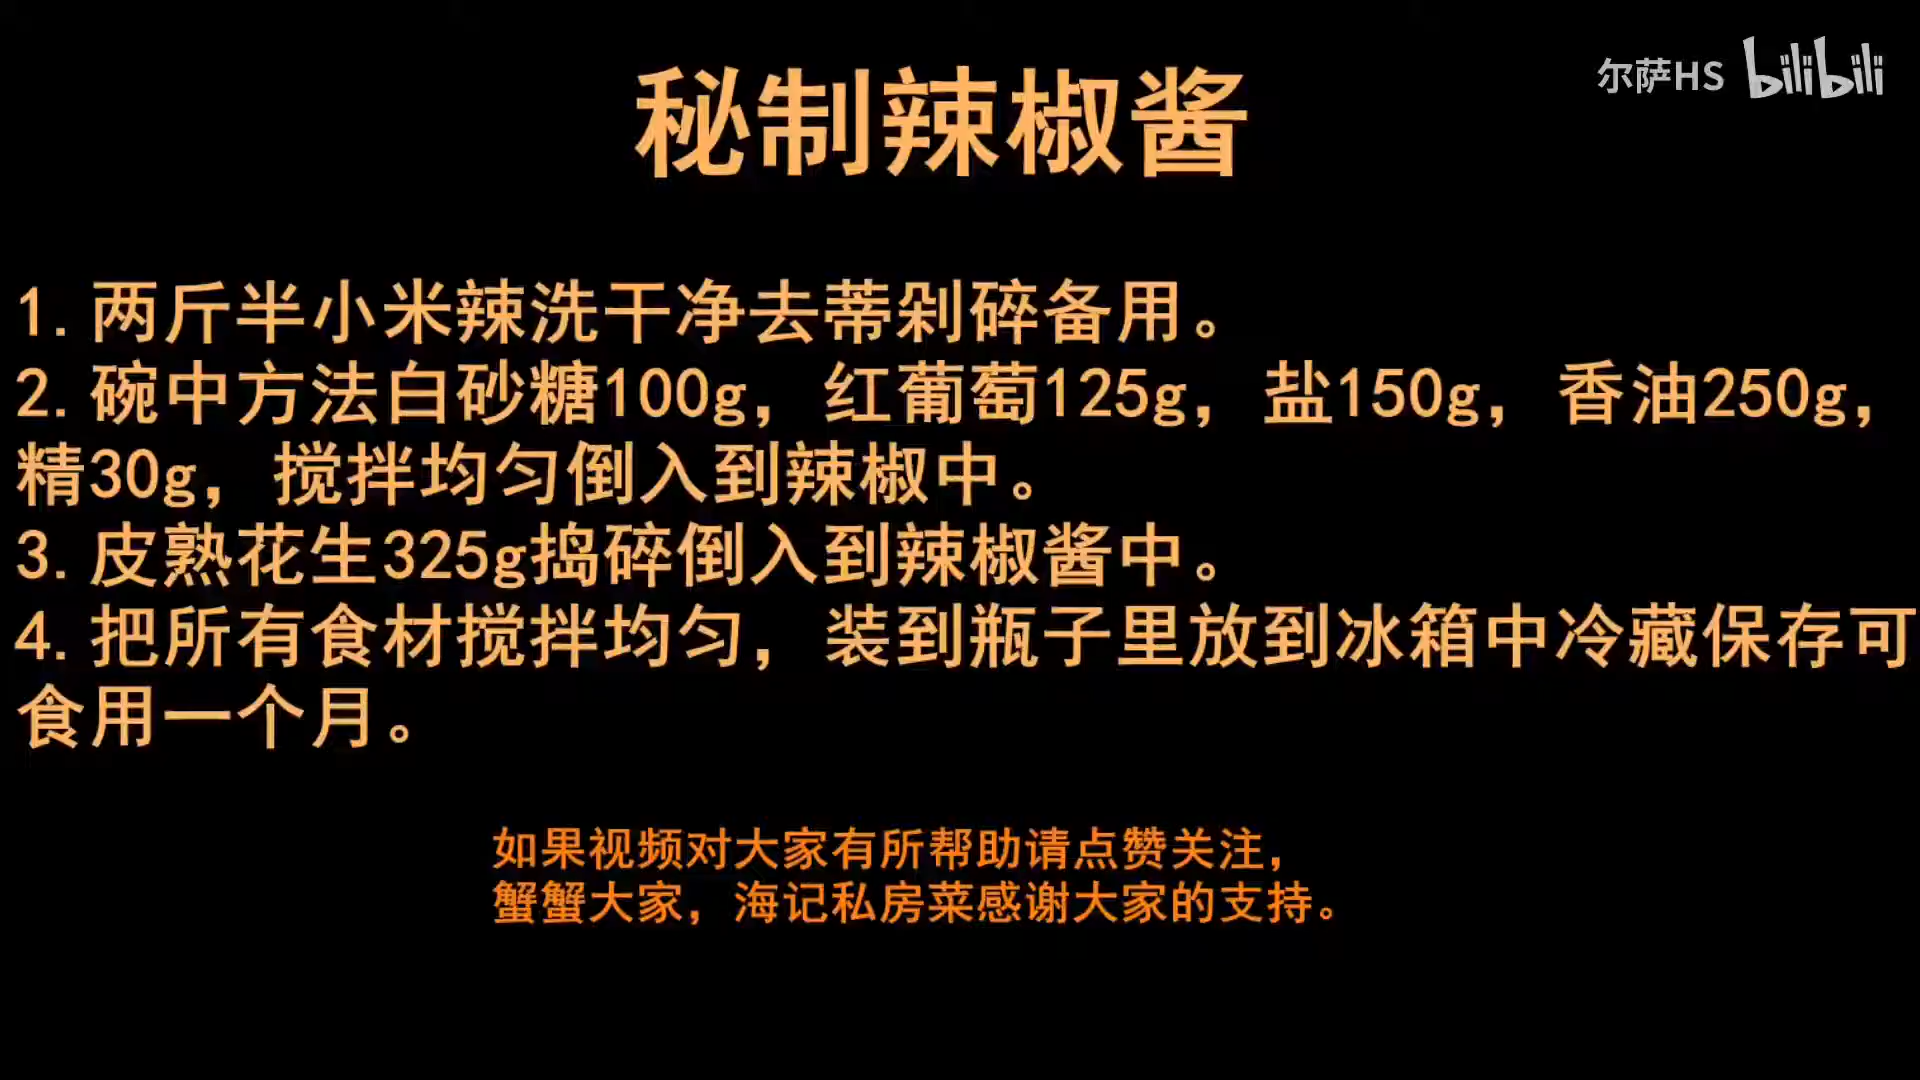 尔萨HS bilibili
秘制辣椒酱
1.两斤半小米辣洗干净去蒂剁碎备用。
2.碗中方法白砂糖100g，红葡萄125g，盐150g，香油250g，
精30g，搅拌均匀倒入到辣椒中。
3.皮熟花生325g捣碎倒入到辣椒酱中。
4.把所有食材搅拌均匀，装到瓶子里放到冰箱中冷藏保存可
食用一个月。
如果视频对大家有所帮助请点赞关注，
蟹蟹大家，海记私房菜感谢大家的支持。